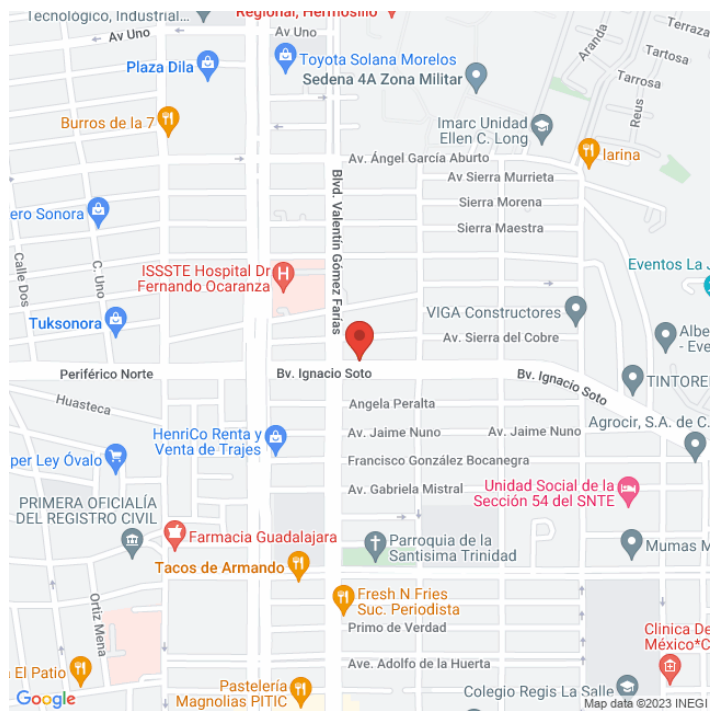 Regional, Hermosillo
Tecnológico, Industrial...
Av Uno
Av Uno
Terraza
Aranda
Tartosa
Toyota Solana Morelos
Plaza Dila
Sedena 4A Zona Militar
Tarrosa
Reus
Burros de la 7
Imarc Unidad
Ellen C. Long
Iarina
Av. Ángel García Aburto
Av Sierra Murrieta
Blvd. Valentín Gómez Farías
Sierra Morena
ero Sonora
Sierra Maestra
Calle Dos
C. Uno
ISSSTE Hospital Dr
Fernando Ocaranza
Eventos La J
VIGA Constructores
Tuksonora
Albe
- Eve
Av. Sierra del Cobre
Periférico Norte
Bv. Ignacio Soto
Bv. Ignacio Soto
TINTORE
Huasteca
Angela Peralta
Agrocir, S.A. de C.
HenriCo Renta y
Venta de Trajes
Av. Jaime Nuno
Av. Jaime Nuno
per Ley Óvalo
Francisco González Bocanegra
Av. Gabriela Mistral
Unidad Social de la
Sección 54 del SNTE
PRIMERA OFICIALÍA
DEL REGISTRO CIVIL
Farmacia Guadalajara
Parroquia de la
Santisima Trinidad
Mumas M
Tacos de Armando
Ortiz Mena
Fresh N Fries
Suc. Periodista
Primo de Verdad
Clinica De
México*C
Ave. Adolfo de la Huerta
a El Patio
Pastelería
Magnolias PITIC
Colegio Regis La Salle
Google
Map data ©2023 INEGI